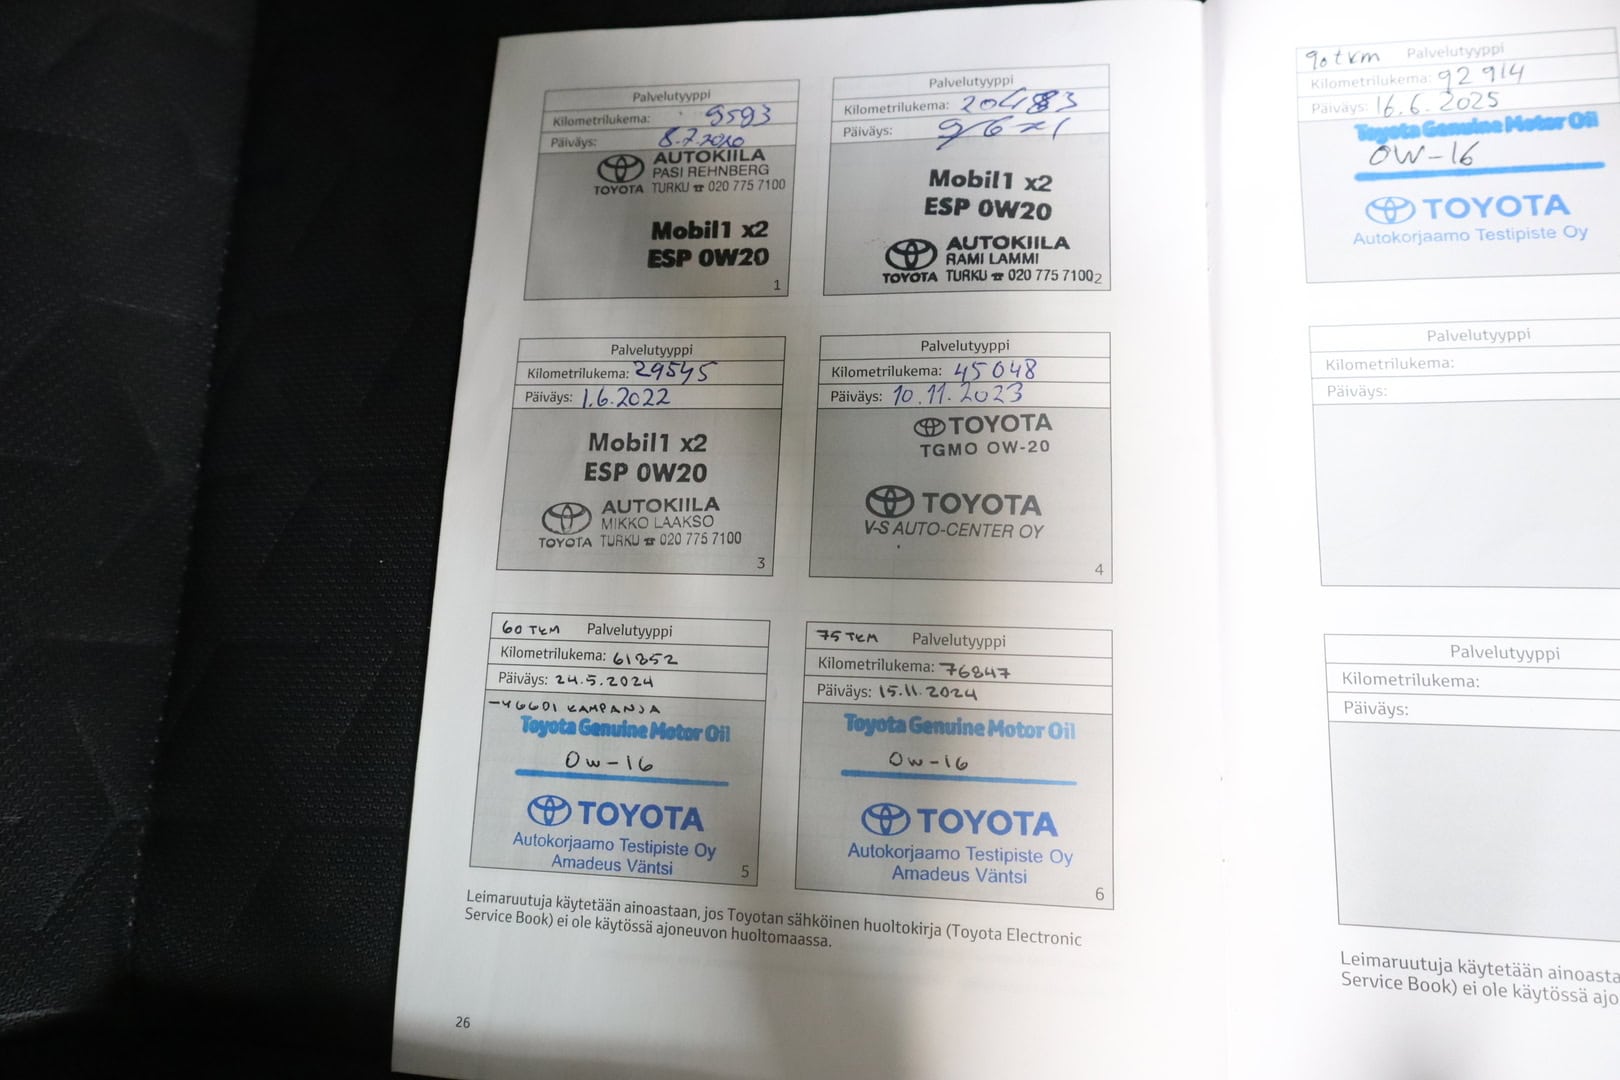 Palvelutyyppi
Kilometrilukema: 9593
Päiväys: 8.7.2020
AUTOKIILA
PASI REHNBERG
TOYOTA TURKU ☎ 020 775 7100
Mobil1 x2
ESP 0W20
1
Palvelutyyppi
Kilometrilukema: 20483
Päiväys: 9/6-21
Mobil1 x2
ESP 0W20
AUTOKIILA
RAMI LAMMI
TOYOTA TURKU ☎ 020 775 7100
2
Palvelutyyppi
Kilometrilukema: 29545
Päiväys: 1.6.2022
Mobil1 x2
ESP 0W20
AUTOKIILA
MIKKO LAAKSO
TOYOTA TURKU ☎ 020 775 7100
3
Palvelutyyppi
Kilometrilukema: 45048
Päiväys: 10.11.2023
TOYOTA
TGMO 0W-20
TOYOTA
V-S AUTO-CENTER OY
4
60 TKM Palvelutyyppi
Kilometrilukema: 61852
Päiväys: 24.5.2024
KAMPANJA
Toyota Genuine Motor Oil
0W-16
TOYOTA
Autokorjaamo Testipiste Oy
Amadeus Väntsi
5
75 TKM Palvelutyyppi
Kilometrilukema: 76847
Päiväys: 15.11.2024
Toyota Genuine Motor Oil
0W-16
TOYOTA
Autokorjaamo Testipiste Oy
Amadeus Väntsi
6
Leimaruutuja käytetään ainoastaan, jos Toyotan sähköinen huoltokirja (Toyota Electronic
Service Book) ei ole käytössä ajoneuvon huoltomaassa.
26
90 tkm Palvelutyyppi
Kilometrilukema: 92 914
Päiväys: 16.6.2025
Toyota Genuine Motor Oil
0W-16
TOYOTA
Autokorjaamo Testipiste Oy
Palvelutyyppi
Kilometrilukema:
Päiväys:
Palvelutyyppi
Kilometrilukema:
Päiväys:
Leimaruutuja käytetään ainoasta
Service Book) ei ole käytössä ajo